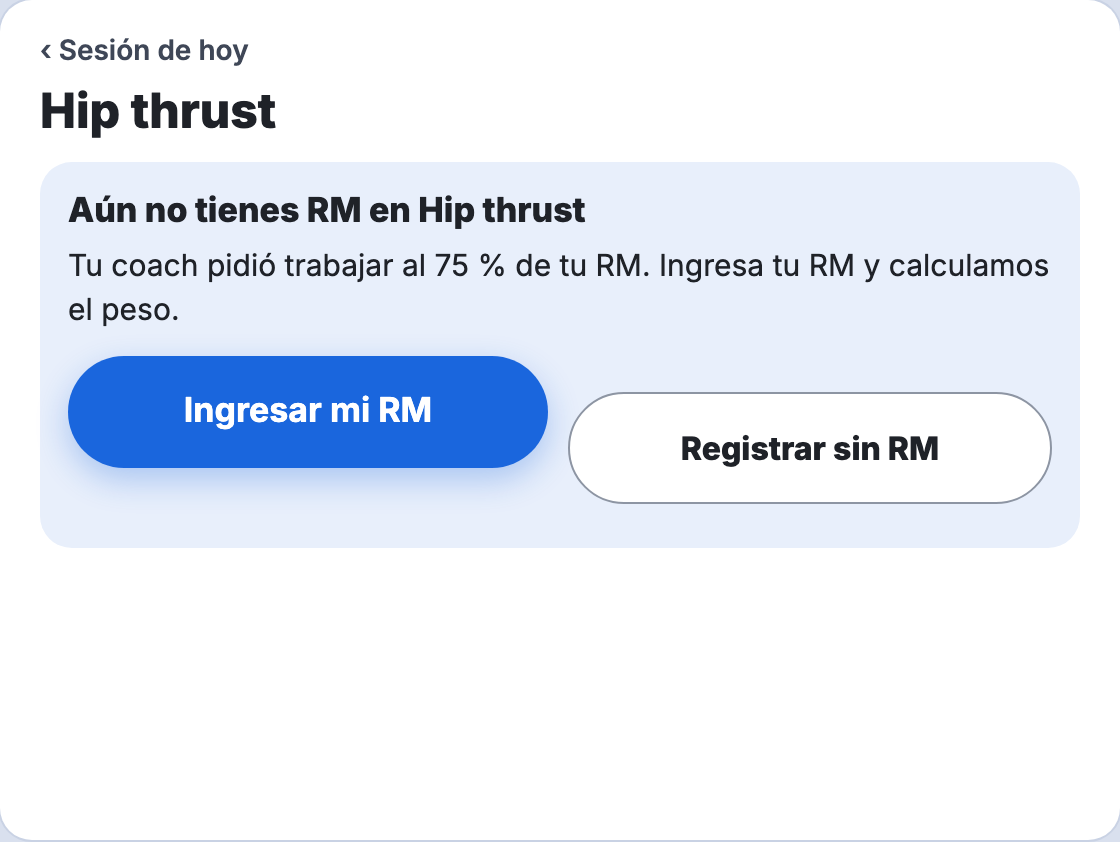 ‹ Sesión de hoy
Hip thrust
Aún no tienes RM en Hip thrust
Tu coach pidió trabajar al 75 % de tu RM. Ingresa tu RM y calculamos
el peso.
Ingresar mi RM
Registrar sin RM